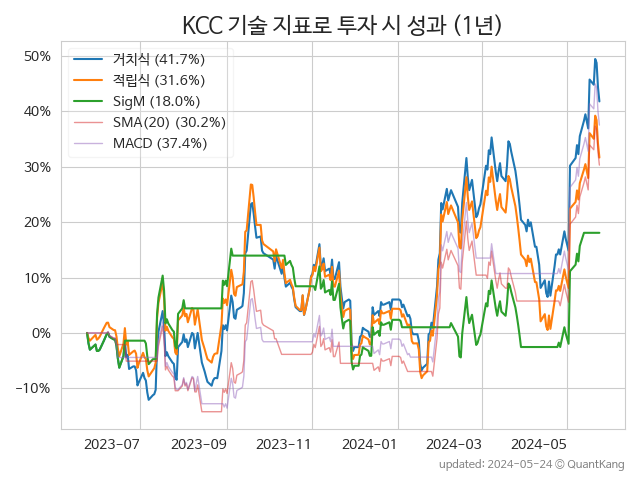 KCC 기술 지표로 투자 시 성과 (1년)
거치식 (41.7%)
적립식 (31.6%)
SigM (18.0%)
SMA(20) (30.2%)
MACD (37.4%)
50%
40%
30%
20%
10%
0%
−10%
2023-07 2023-09 2023-11 2024-01 2024-03 2024-05
updated: 2024-05-24 © QuantKang